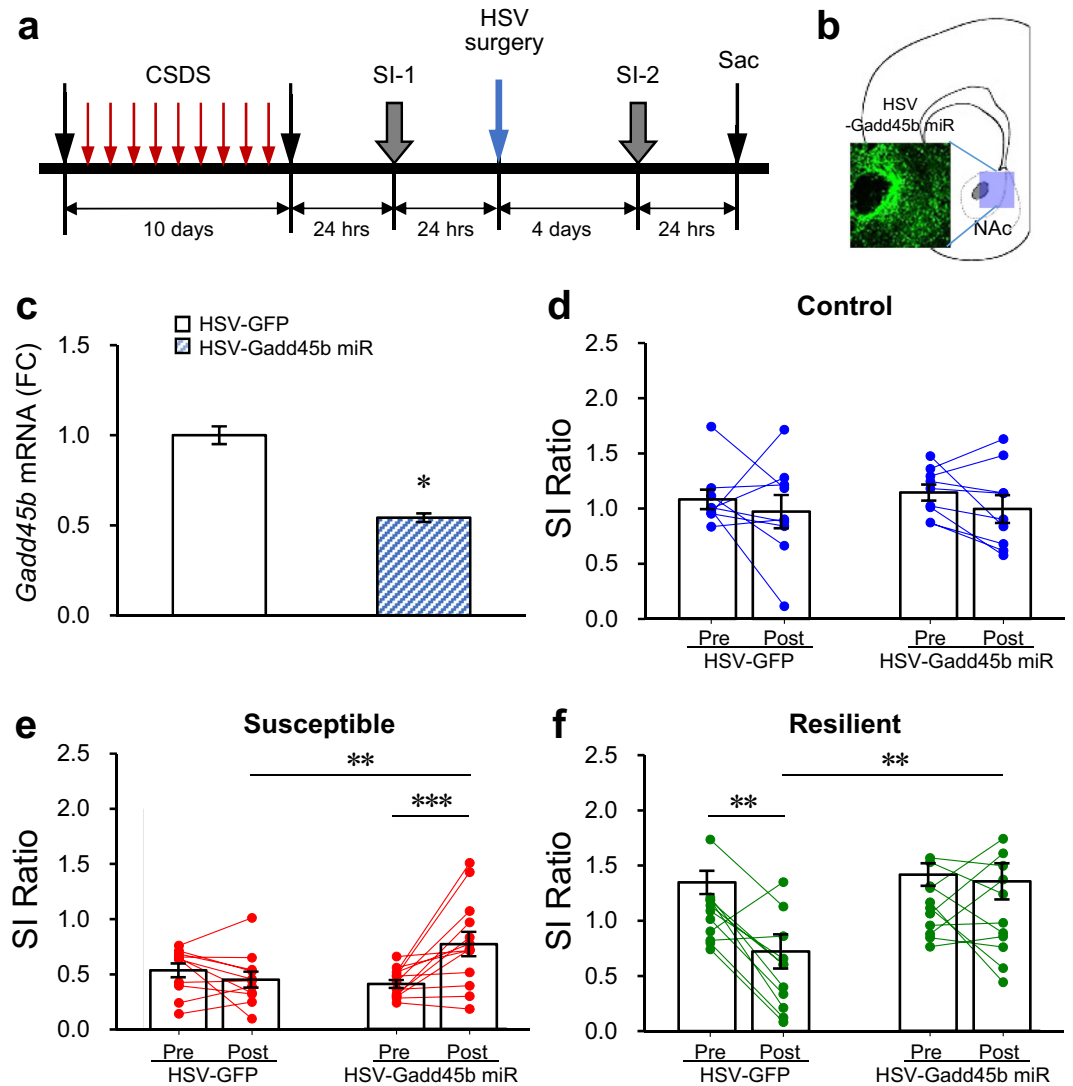 a
CSDS
SI-1
HSV
surgery
SI-2
Sac
10 days
24 hrs
24 hrs
4 days
24 hrs
b
HSV
-Gadd45b miR
NAc
c
HSV-GFP
HSV-Gadd45b miR
Gadd45b mRNA (FC)
1.5
1.0
0.5
0.0
*
d
Control
SI Ratio
2.5
2.0
1.5
1.0
0.5
0.0
Pre Post Pre Post
HSV-GFP HSV-Gadd45b miR
e
Susceptible
SI Ratio
2.5
2.0
1.5
1.0
0.5
0.0
**
***
Pre Post Pre Post
HSV-GFP HSV-Gadd45b miR
f
Resilient
SI Ratio
2.5
2.0
1.5
1.0
0.5
0.0
**
**
Pre Post Pre Post
HSV-GFP HSV-Gadd45b miR